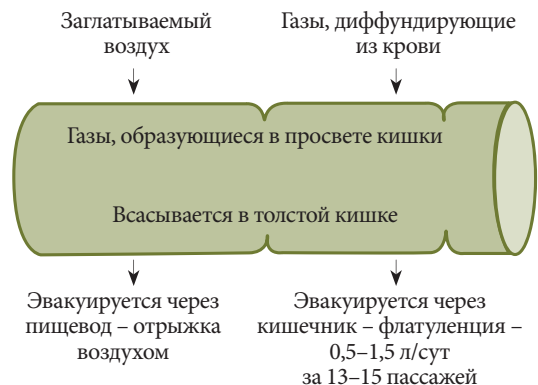 Заглатываемый
воздух
Газы, диффундирующие
из крови
Газы, образующиеся в просвете кишки
Всасывается в толстой кишке
Эвакуируется через
пищевод – отрыжка
воздухом
Эвакуируется через
кишечник – флатуленция –
0,5–1,5 л/сут
за 13–15 пассажей